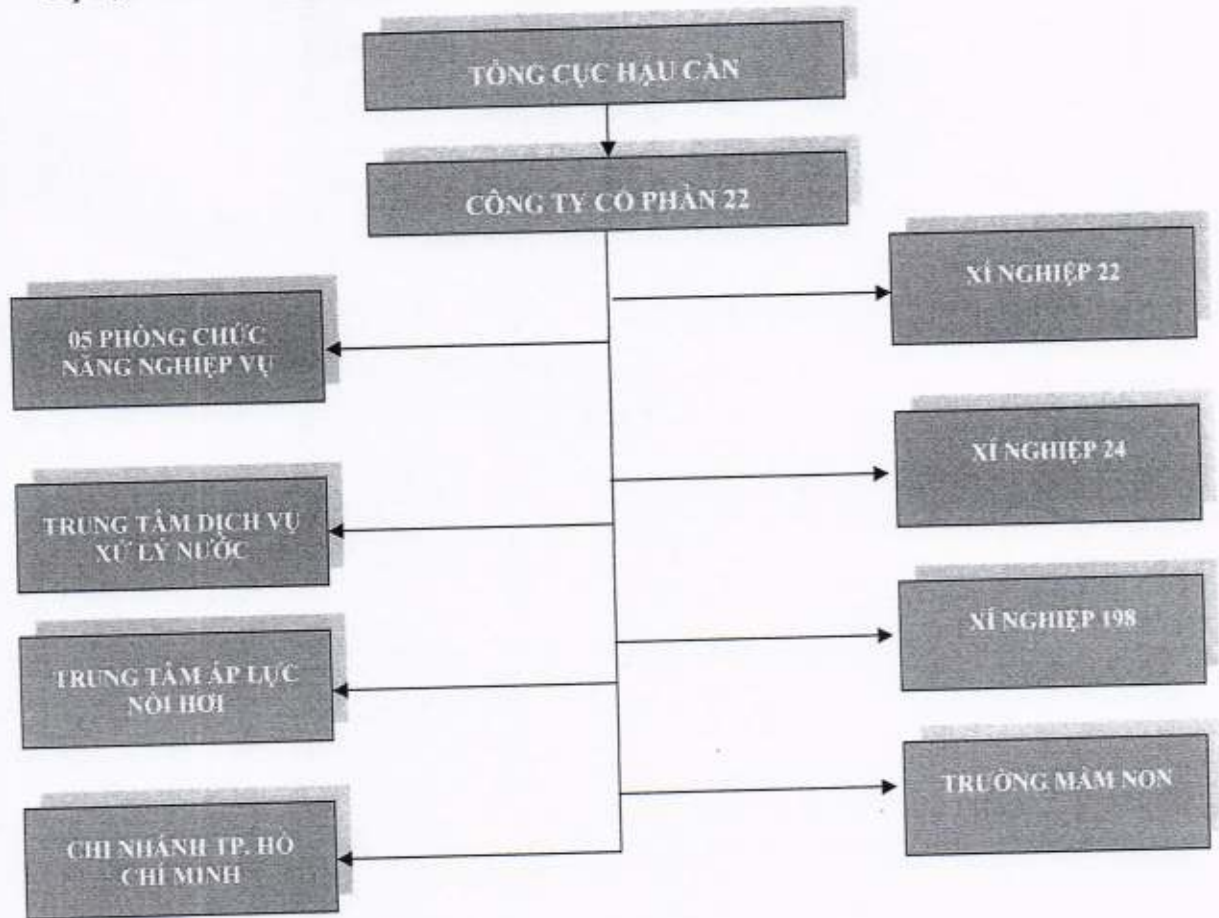 TỔNG CỤC HẬU CẦN
CÔNG TY CỔ PHẦN 22
XÍ NGHIỆP 22
05 PHÒNG CHỨC
NĂNG NGHIỆP VỤ
XÍ NGHIỆP 24
TRUNG TÂM DỊCH VỤ
XỬ LÝ NƯỚC
XÍ NGHIỆP 198
TRUNG TÂM ÁP LỰC
NỒI HƠI
TRƯỜNG MẦM NON
CHI NHÁNH TP. HỒ
CHÍ MINH